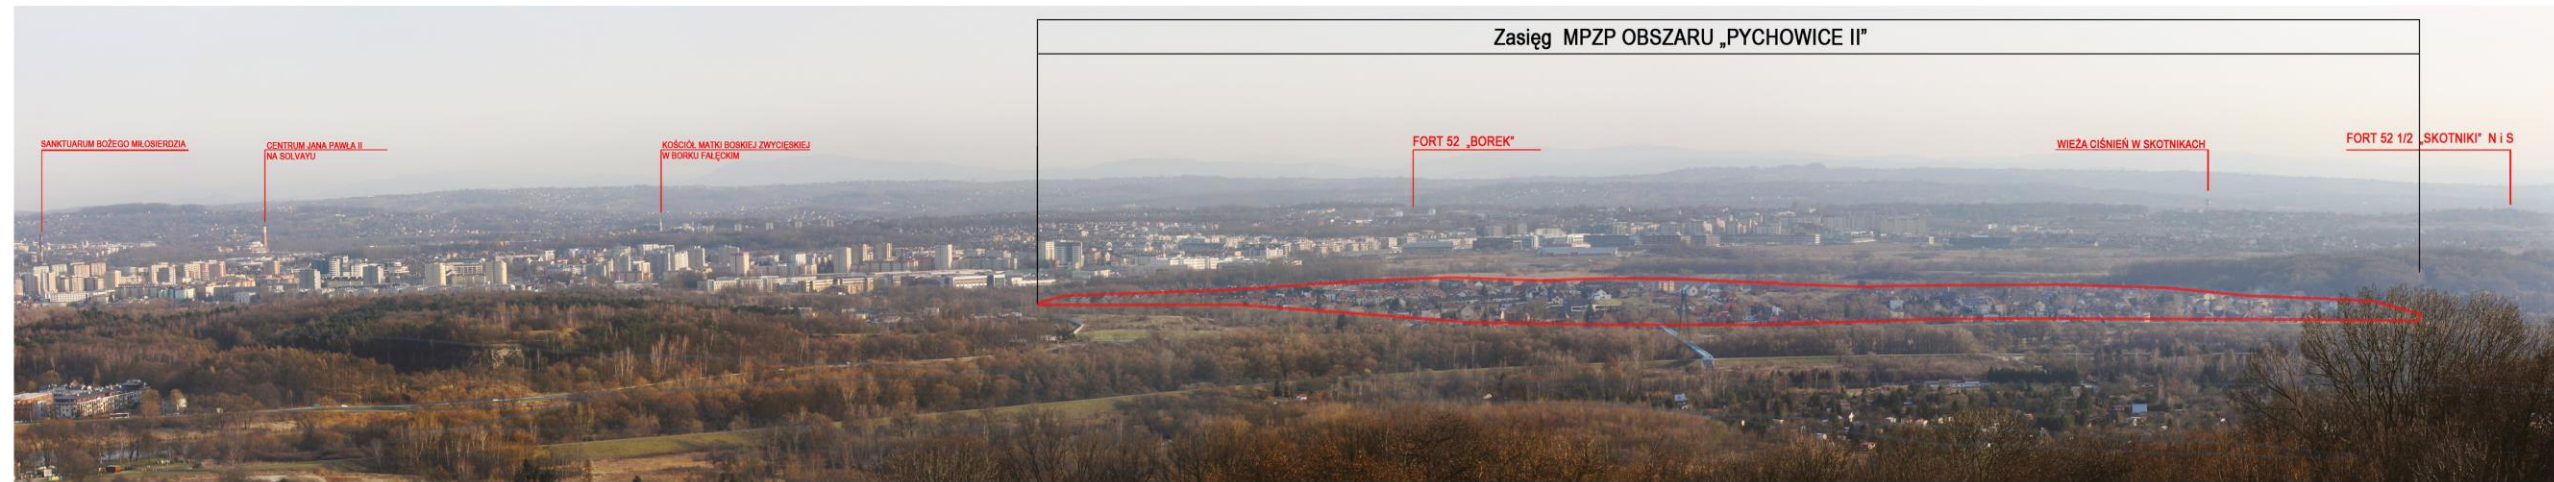 Zasięg MPZP OBSZARU „PYCHOWICE II”
SANKTUARUM BOŻEGO MIŁOSIERDZIA
CENTRUM JANA PAWŁA II
NA SOLVAYU
KOŚCIÓŁ MATKI BOSKIEJ ZWYCIĘSKIEJ
W BORKU FAŁĘCKIM
FORT 52 „BOREK”
WIEŻA CIŚNIEŃ W SKOTNIKACH
FORT 52 1/2 „SKOTNIKI” N i S